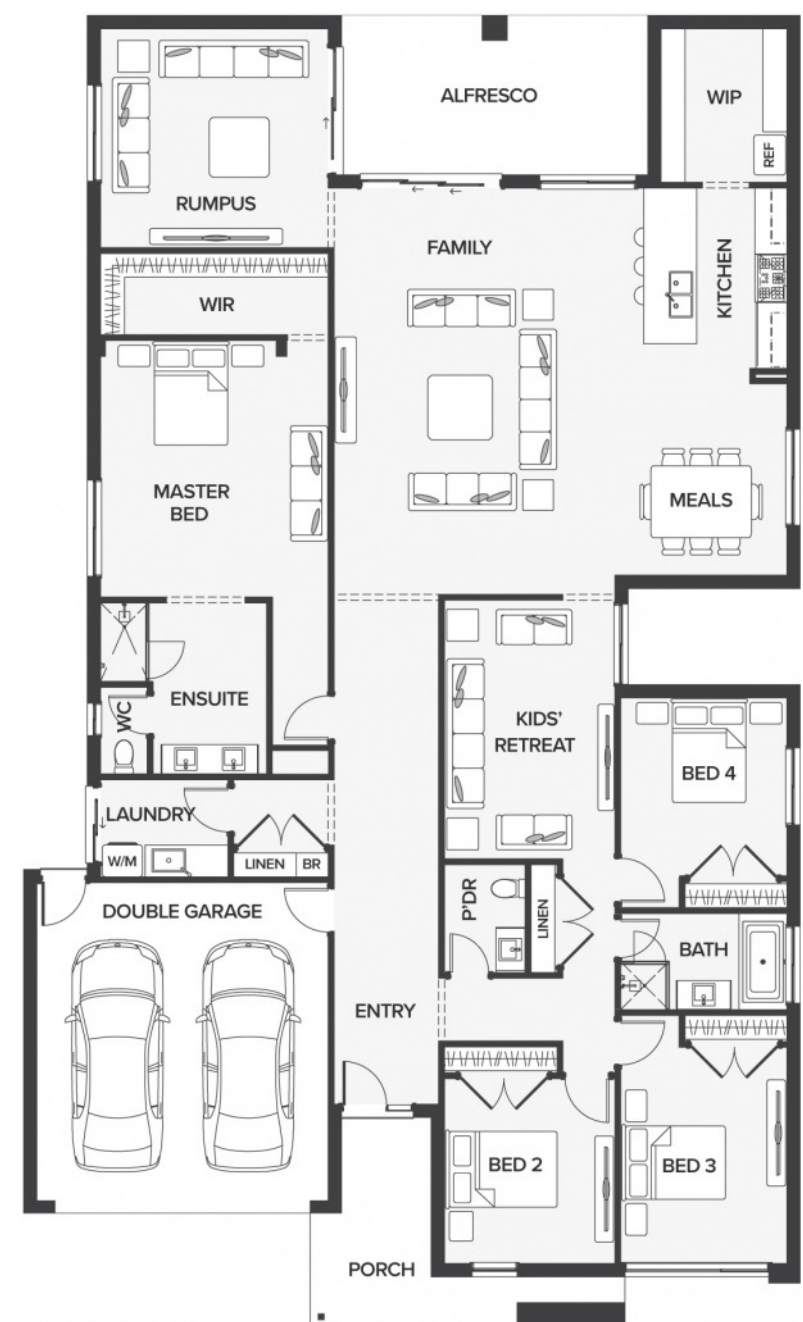 ALFRESCO
WIP
REF
RUMPUS
FAMILY
KITCHEN
WIR
MASTER
BED
MEALS
ENSUITE
WC
KIDS'
RETREAT
BED 4
LAUNDRY
W/M
LINEN
BR
DOUBLE GARAGE
P'DR
LINEN
BATH
ENTRY
BED 2
BED 3
PORCH